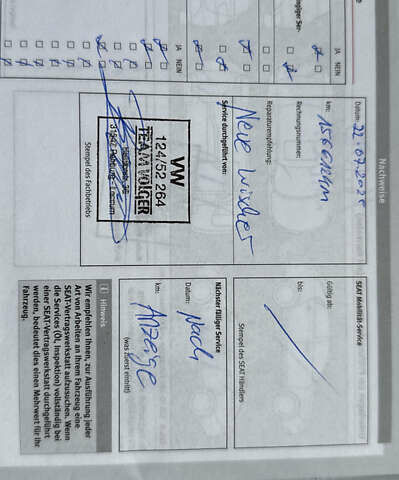 Nachweise
JA NEIN
JA NEIN
Datum: 22.07.2025
km:
Rechnungsnummer:
Reparaturempfehlung:
Neue Wischer
Service durchgeführt von:
VW
124/52 264
TEAM
Stempel des Fachbetriebs
SEAT Mobilität-Service
Gültig ab:
bis:
Stempel des SEAT Händlers
Nächster fälliger Service
Datum: Nach
km: Anzeige
(was zuerst eintritt)
i Hinweis
Wir empfehlen Ihnen, zur Ausführung jeder
Art von Arbeiten an Ihrem Fahrzeug eine
SEAT-Vertragswerkstatt aufzusuchen. Wenn
die Services (Öl, Inspektion) vollständig bei
einer SEAT-Vertragswerkstatt durchgeführt
werden, bedeutet dies einen Mehrwert für Ihr
Fahrzeug.